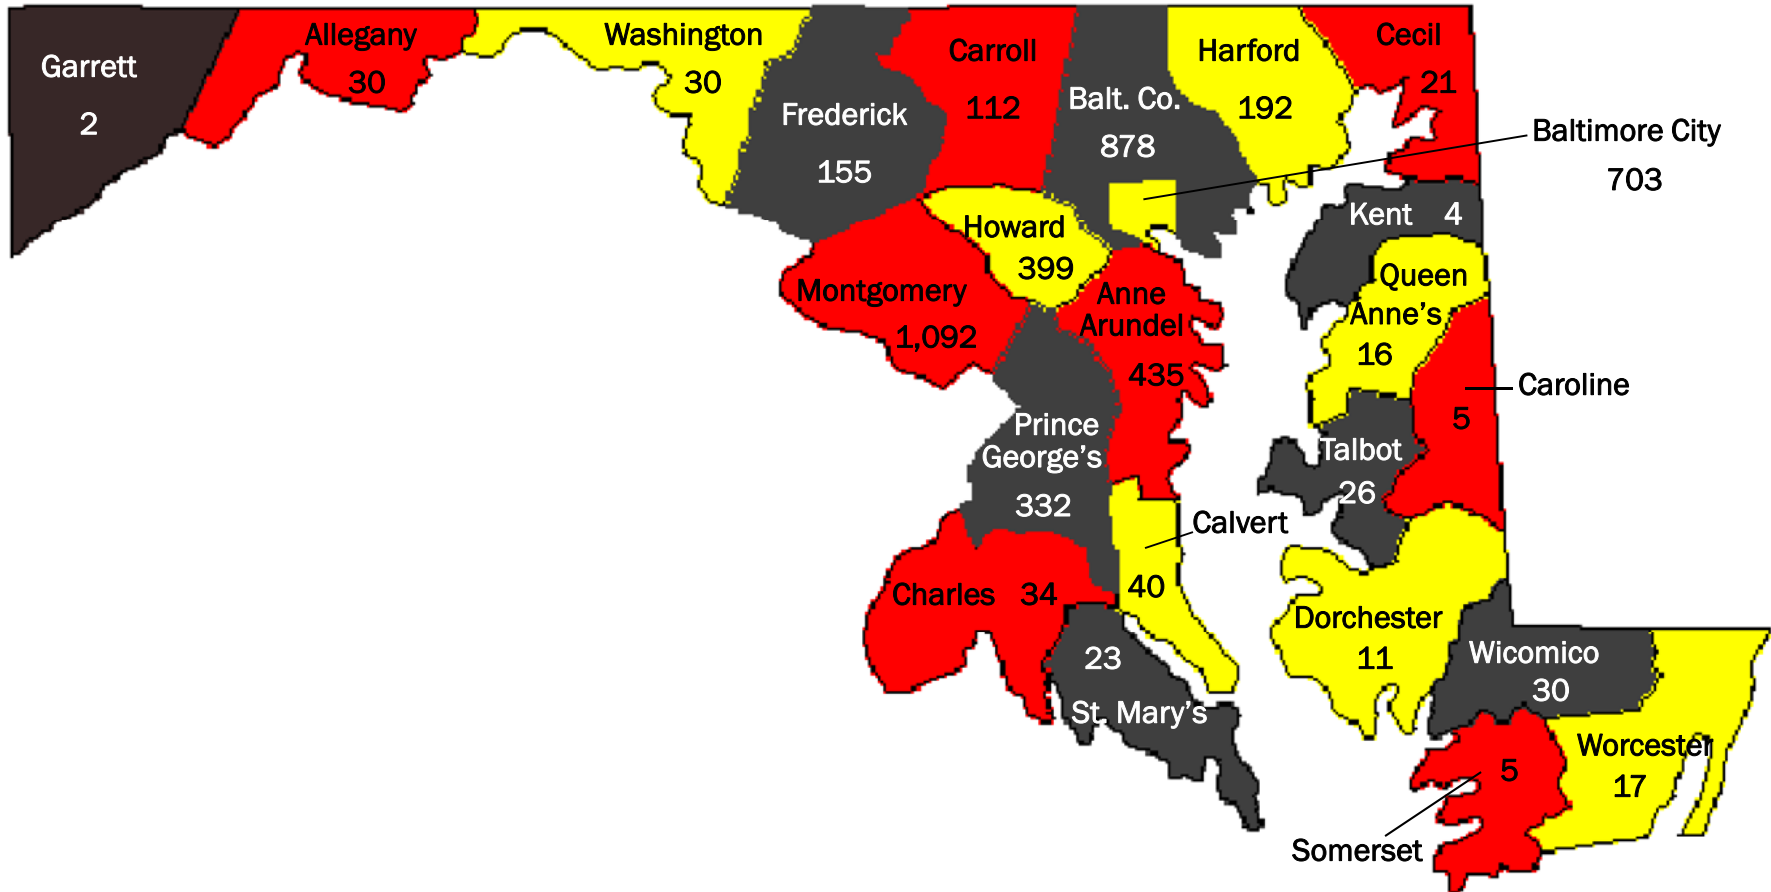 Garrett
2
Allegany
30
Washington
30
Frederick
155
Carroll
112
Balt. Co.
878
Harford
192
Cecil
21
Baltimore City
703
Kent 4
Howard
399
Montgomery
1,092
Anne
Arundel
435
Queen
Anne’s
16
Caroline
5
Prince
George’s
332
Talbot
26
Calvert
40
Charles 34
Dorchester
11
23
St. Mary’s
Wicomico
30
Worcester
17
5
Somerset